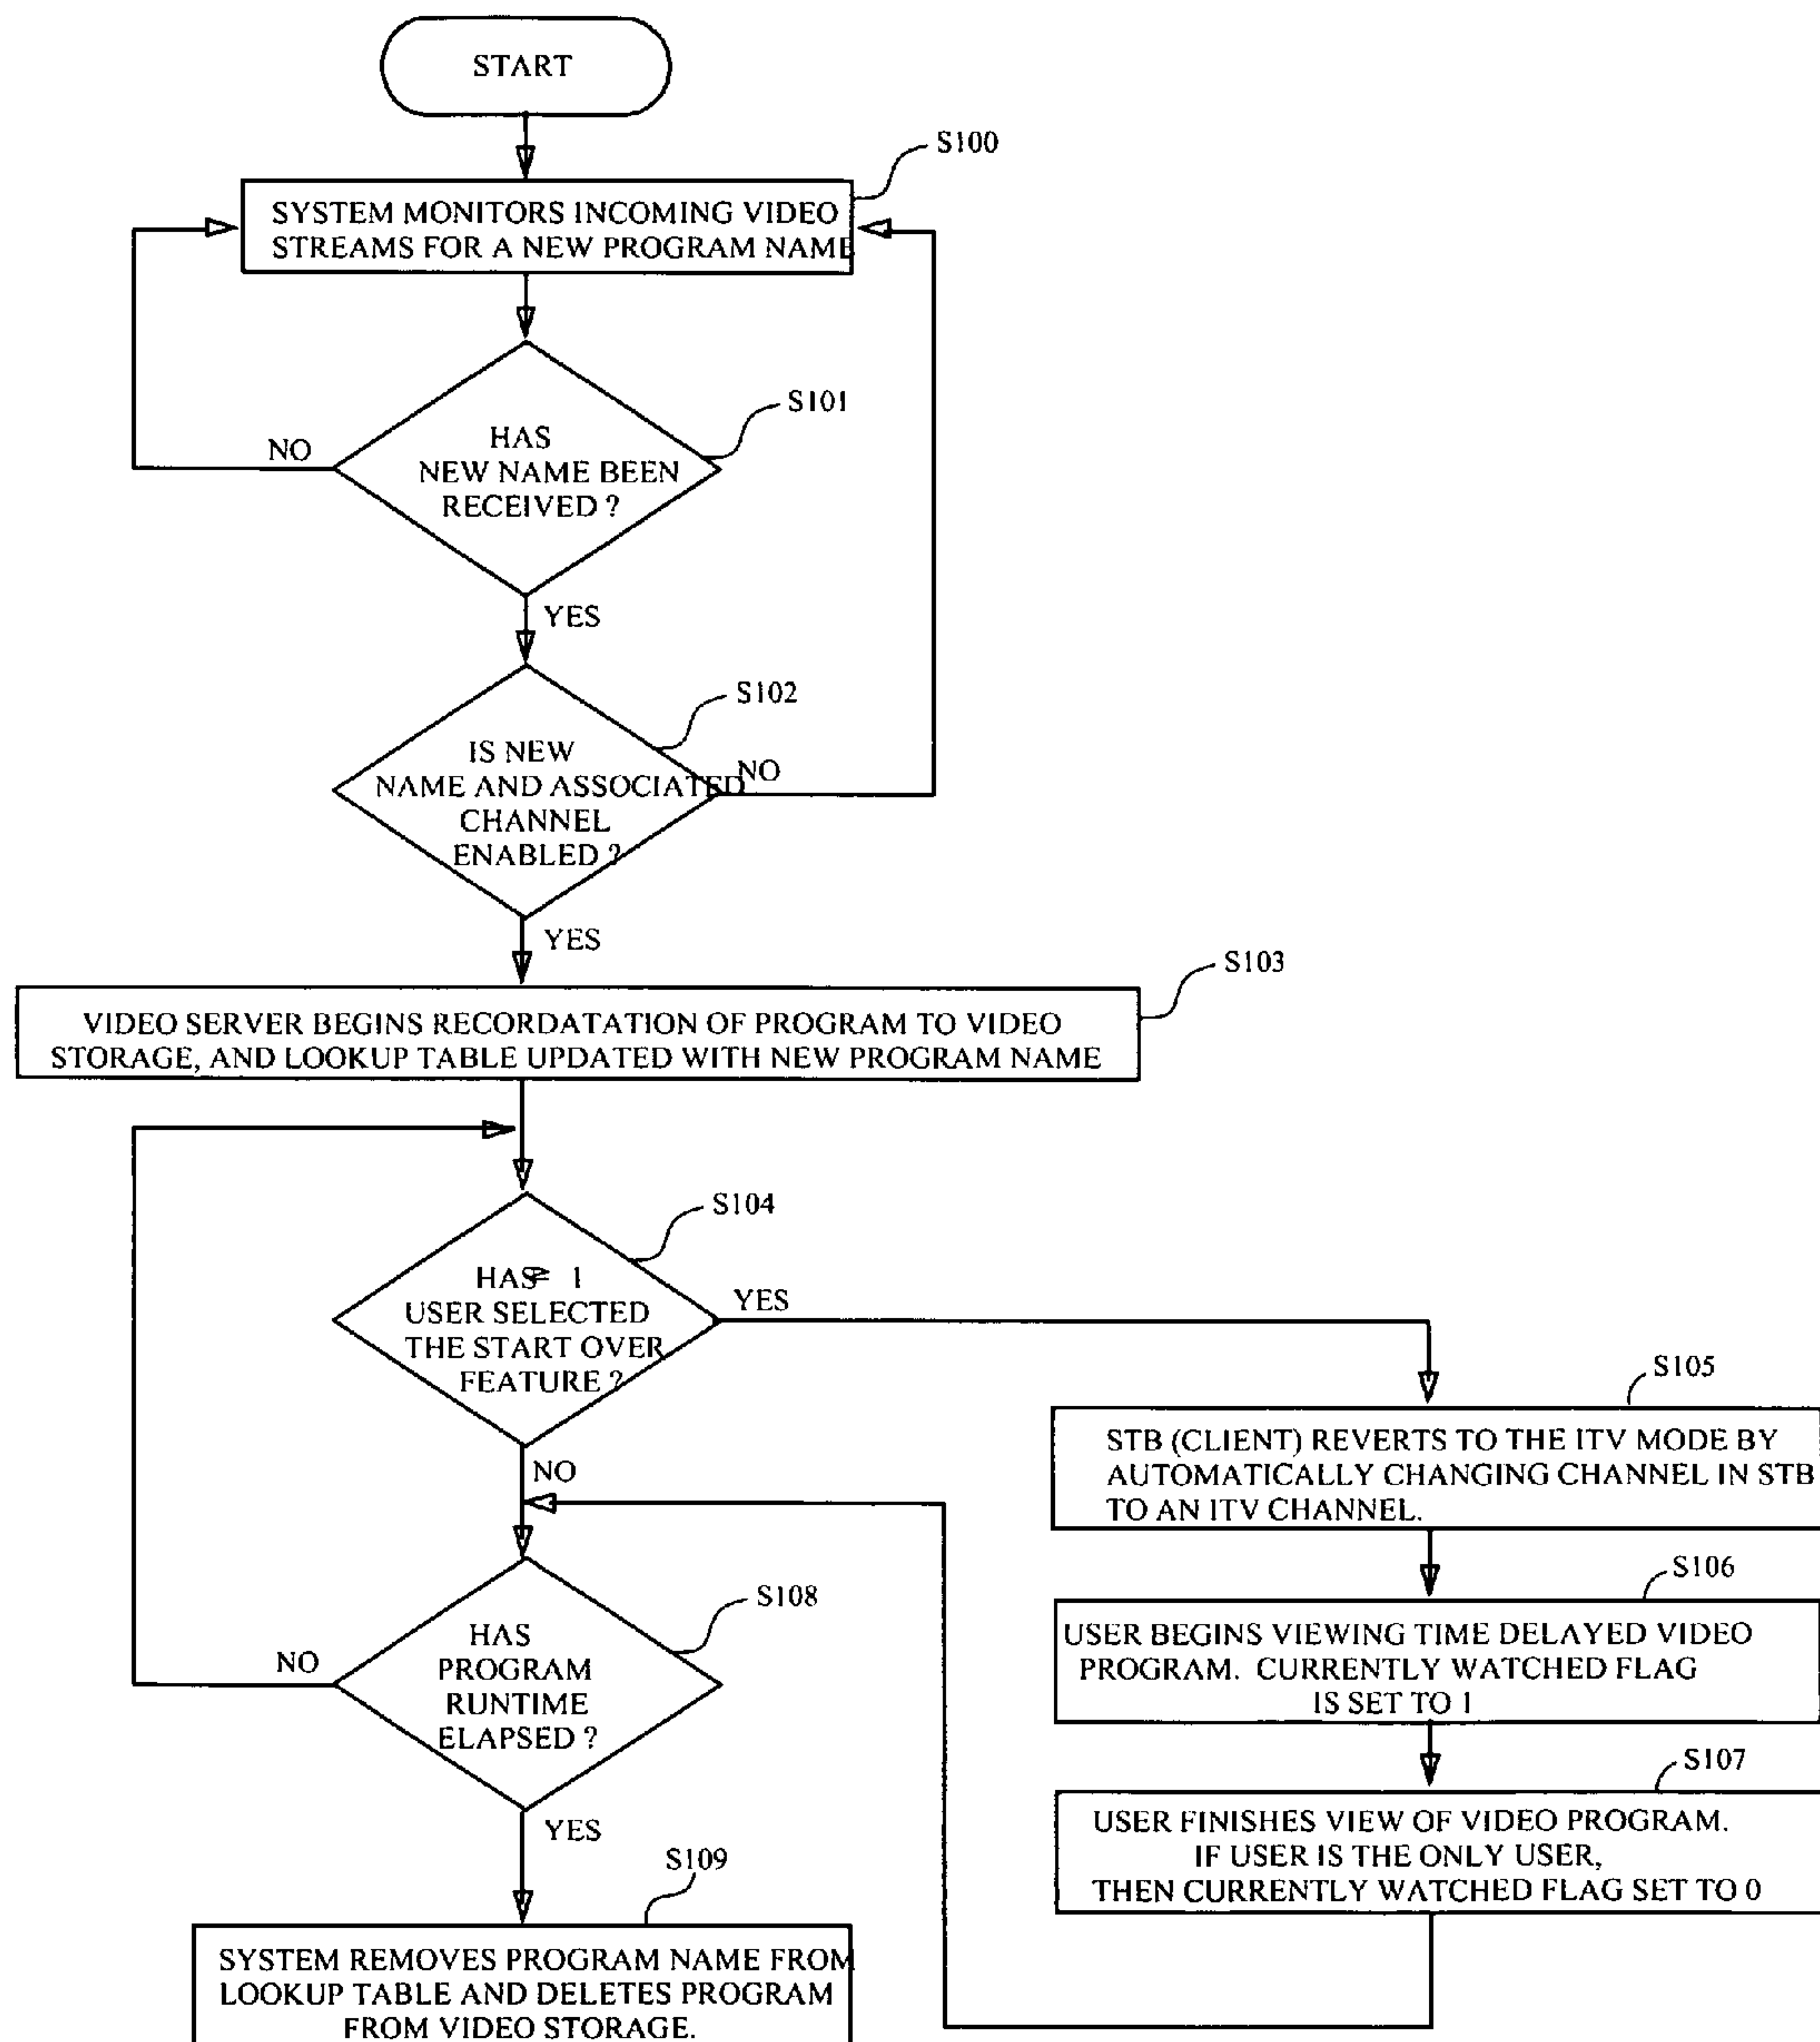 START
S100
SYSTEM MONITORS INCOMING VIDEO
STREAMS FOR A NEW PROGRAM NAME
S101
HAS
NEW NAME BEEN
RECEIVED ?
NO
YES
S102
IS NEW
NAME AND ASSOCIATED
CHANNEL
ENABLED ?
NO
YES
S103
VIDEO SERVER BEGINS RECORDATATION OF PROGRAM TO VIDEO
STORAGE, AND LOOKUP TABLE UPDATED WITH NEW PROGRAM NAME
S104
HAS ≥ 1
USER SELECTED
THE START OVER
FEATURE ?
YES
NO
S105
STB (CLIENT) REVERTS TO THE ITV MODE BY
AUTOMATICALLY CHANGING CHANNEL IN STB
TO AN ITV CHANNEL.
S106
USER BEGINS VIEWING TIME DELAYED VIDEO
PROGRAM. CURRENTLY WATCHED FLAG
IS SET TO 1
S107
USER FINISHES VIEW OF VIDEO PROGRAM.
IF USER IS THE ONLY USER,
THEN CURRENTLY WATCHED FLAG SET TO 0
S108
HAS
PROGRAM
RUNTIME
ELAPSED ?
NO
YES
S109
SYSTEM REMOVES PROGRAM NAME FROM
LOOKUP TABLE AND DELETES PROGRAM
FROM VIDEO STORAGE.